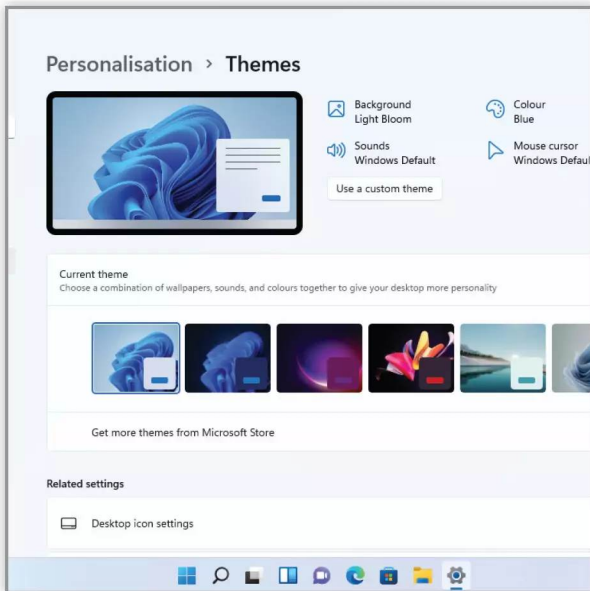 Personalisation > Themes
Background
Light Bloom
Colour
Blue
Sounds
Windows Default
Mouse cursor
Windows Defaul
Use a custom theme
Current theme
Choose a combination of wallpapers, sounds, and colours together to give your desktop more personality
Get more themes from Microsoft Store
Related settings
Desktop icon settings